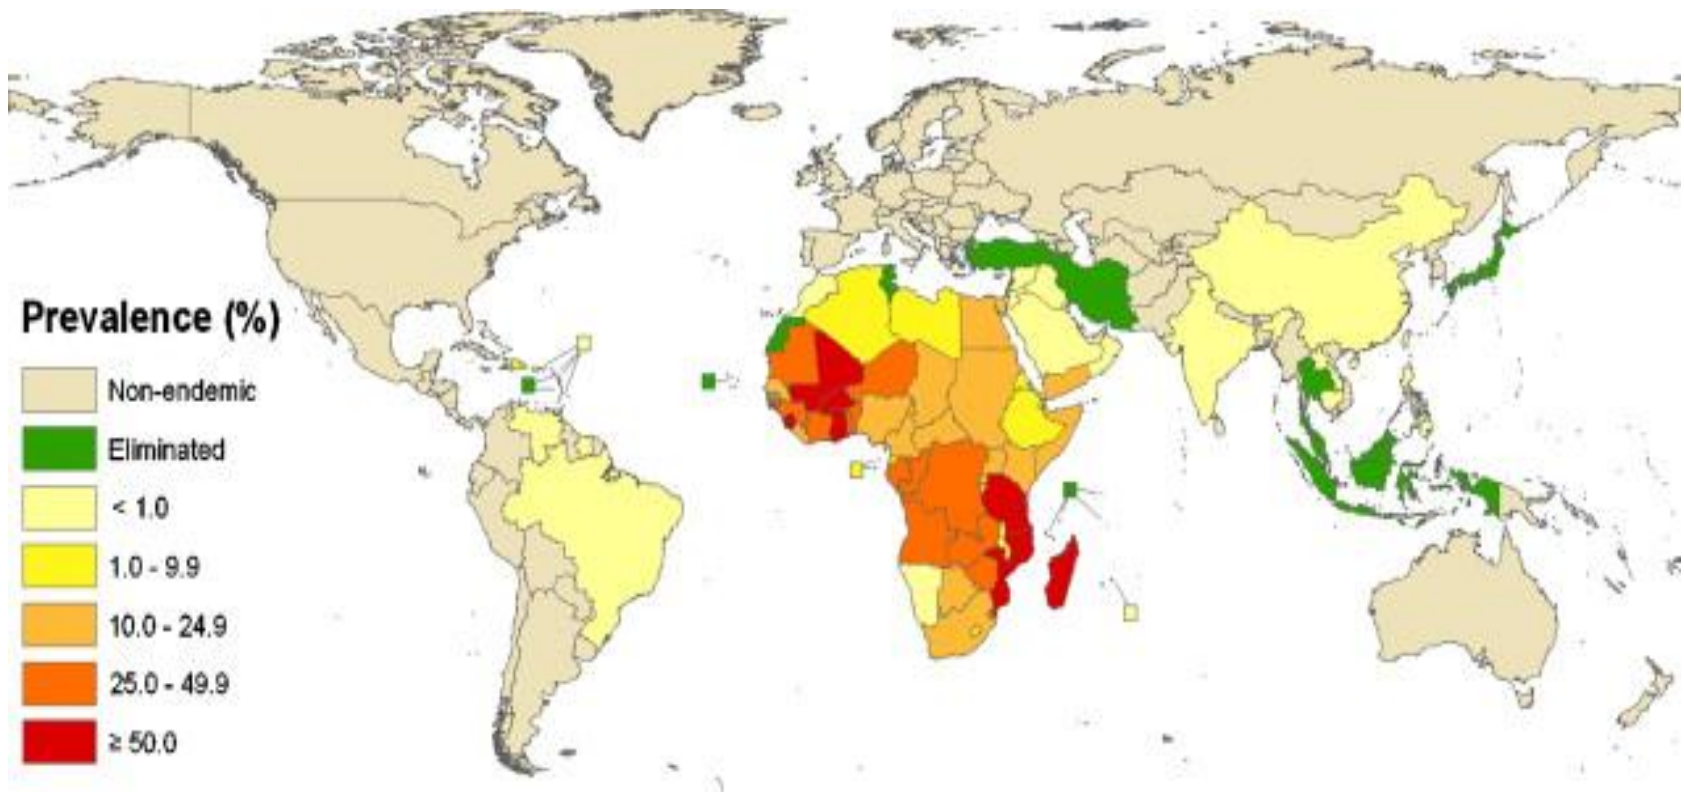 Prevalence (%)
Non-endemic
Eliminated
< 1.0
1.0 - 9.9
10.0 - 24.9
25.0 - 49.9
≥ 50.0